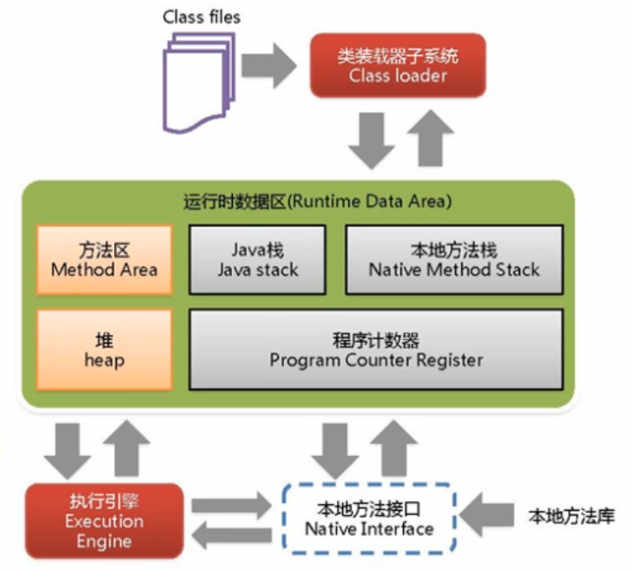 Class files
类装载器子系统
Class loader
运行时数据区(Runtime Data Area)
方法区
Method Area
Java栈
Java stack
本地方法栈
Native Method Stack
堆
heap
程序计数器
Program Counter Register
执行引擎
Execution
Engine
本地方法接口
Native Interface
本地方法库